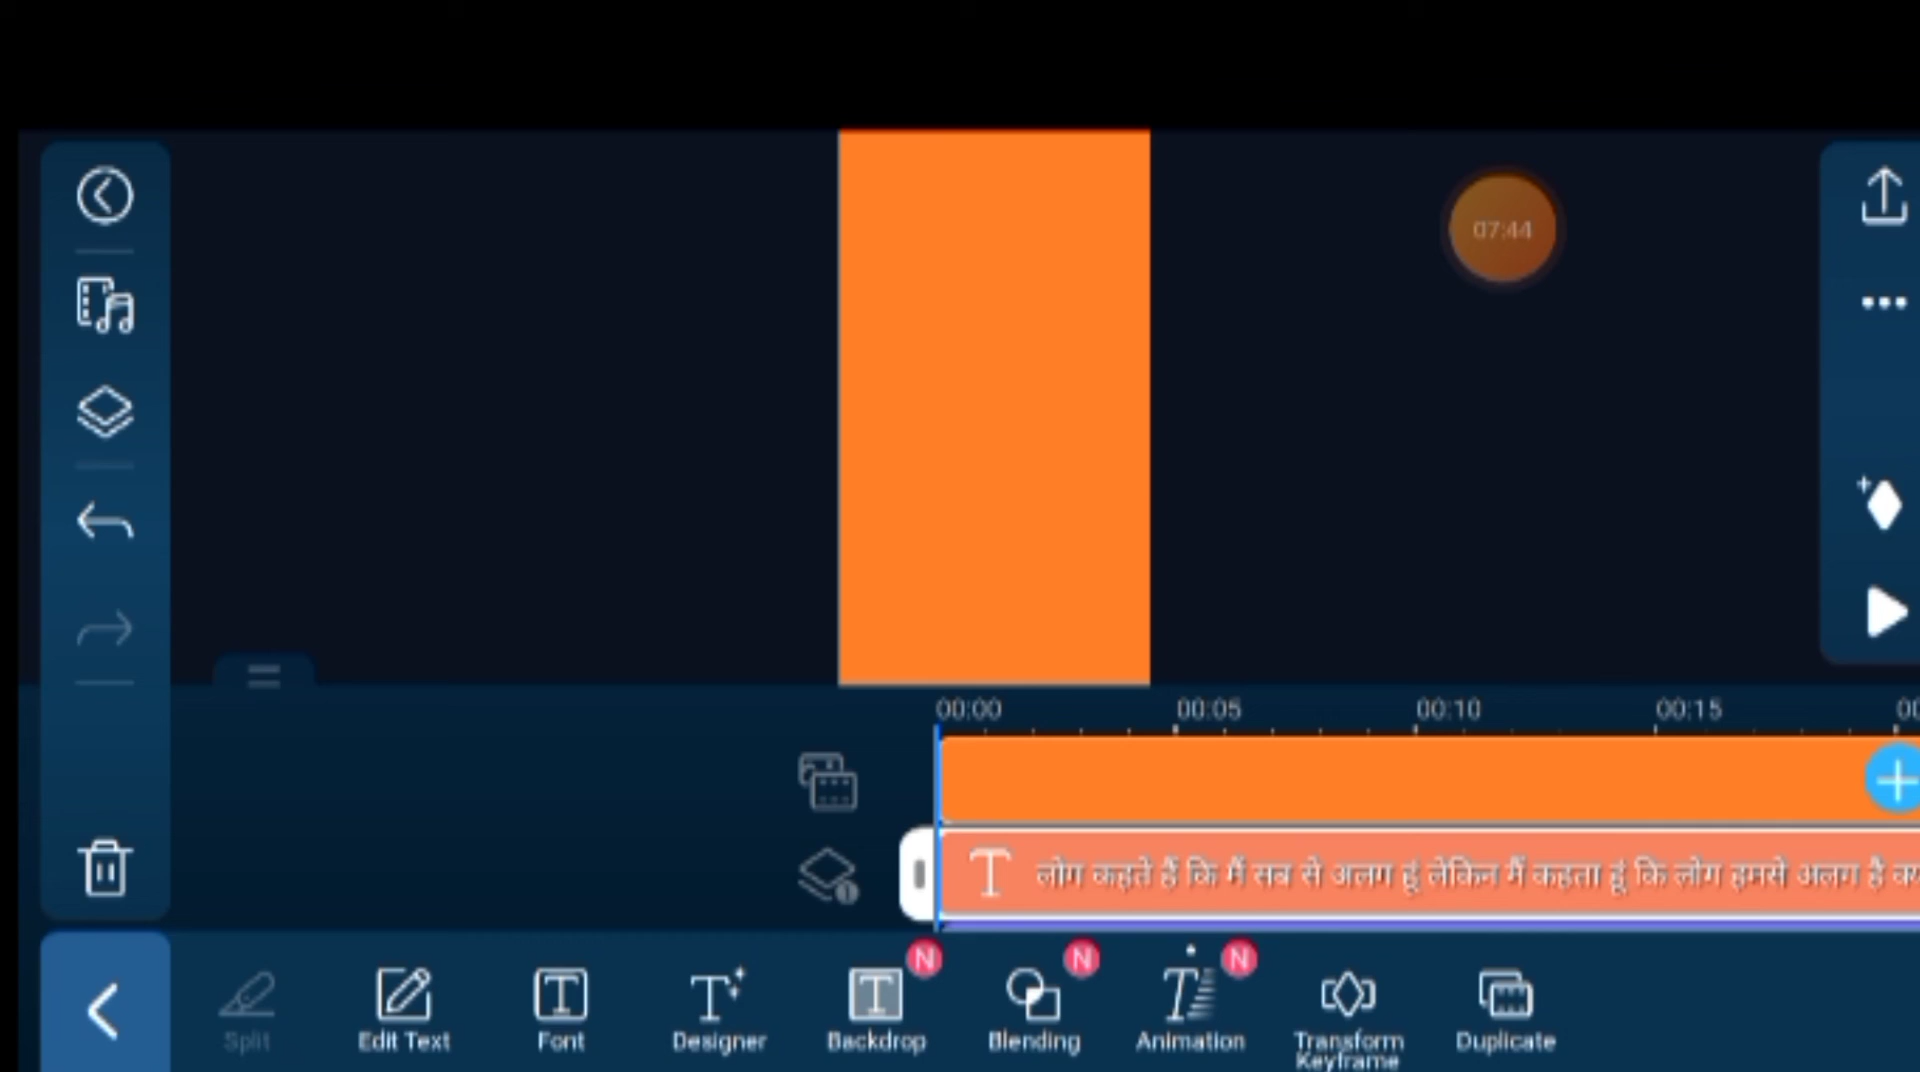 07:44
00:00 00:05 00:10 00:15
लोग कहते हैं कि मैं सब से अलग हूं लेकिन मैं कहता हूं कि लोग हमसे अलग हैं
N N N
Split Edit Text Font Designer Backdrop Blending Animation Transform Duplicate
Keyframe